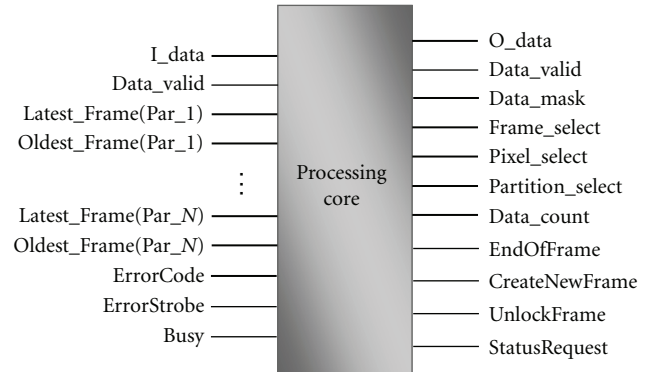 I_data
Data_valid
Latest_Frame(Par_1)
Oldest_Frame(Par_1)
⋮
Latest_Frame(Par_N)
Oldest_Frame(Par_N)
ErrorCode
ErrorStrobe
Busy
Processing
core
O_data
Data_valid
Data_mask
Frame_select
Pixel_select
Partition_select
Data_count
EndOfFrame
CreateNewFrame
UnlockFrame
StatusRequest